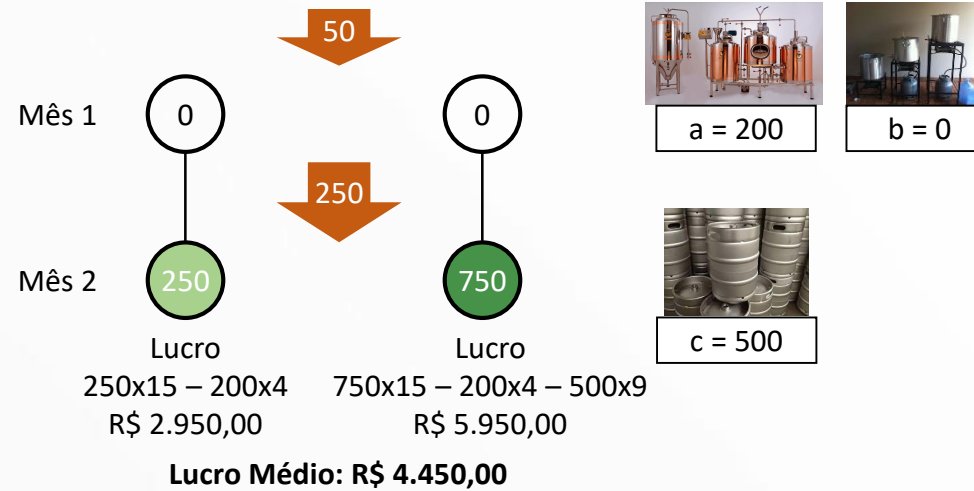 50
Mês 1
0
0
a = 200
b = 0
250
Mês 2
250
750
c = 500
Lucro
250x15 – 200x4
R$ 2.950,00
Lucro
750x15 – 200x4 – 500x9
R$ 5.950,00
Lucro Médio: R$ 4.450,00